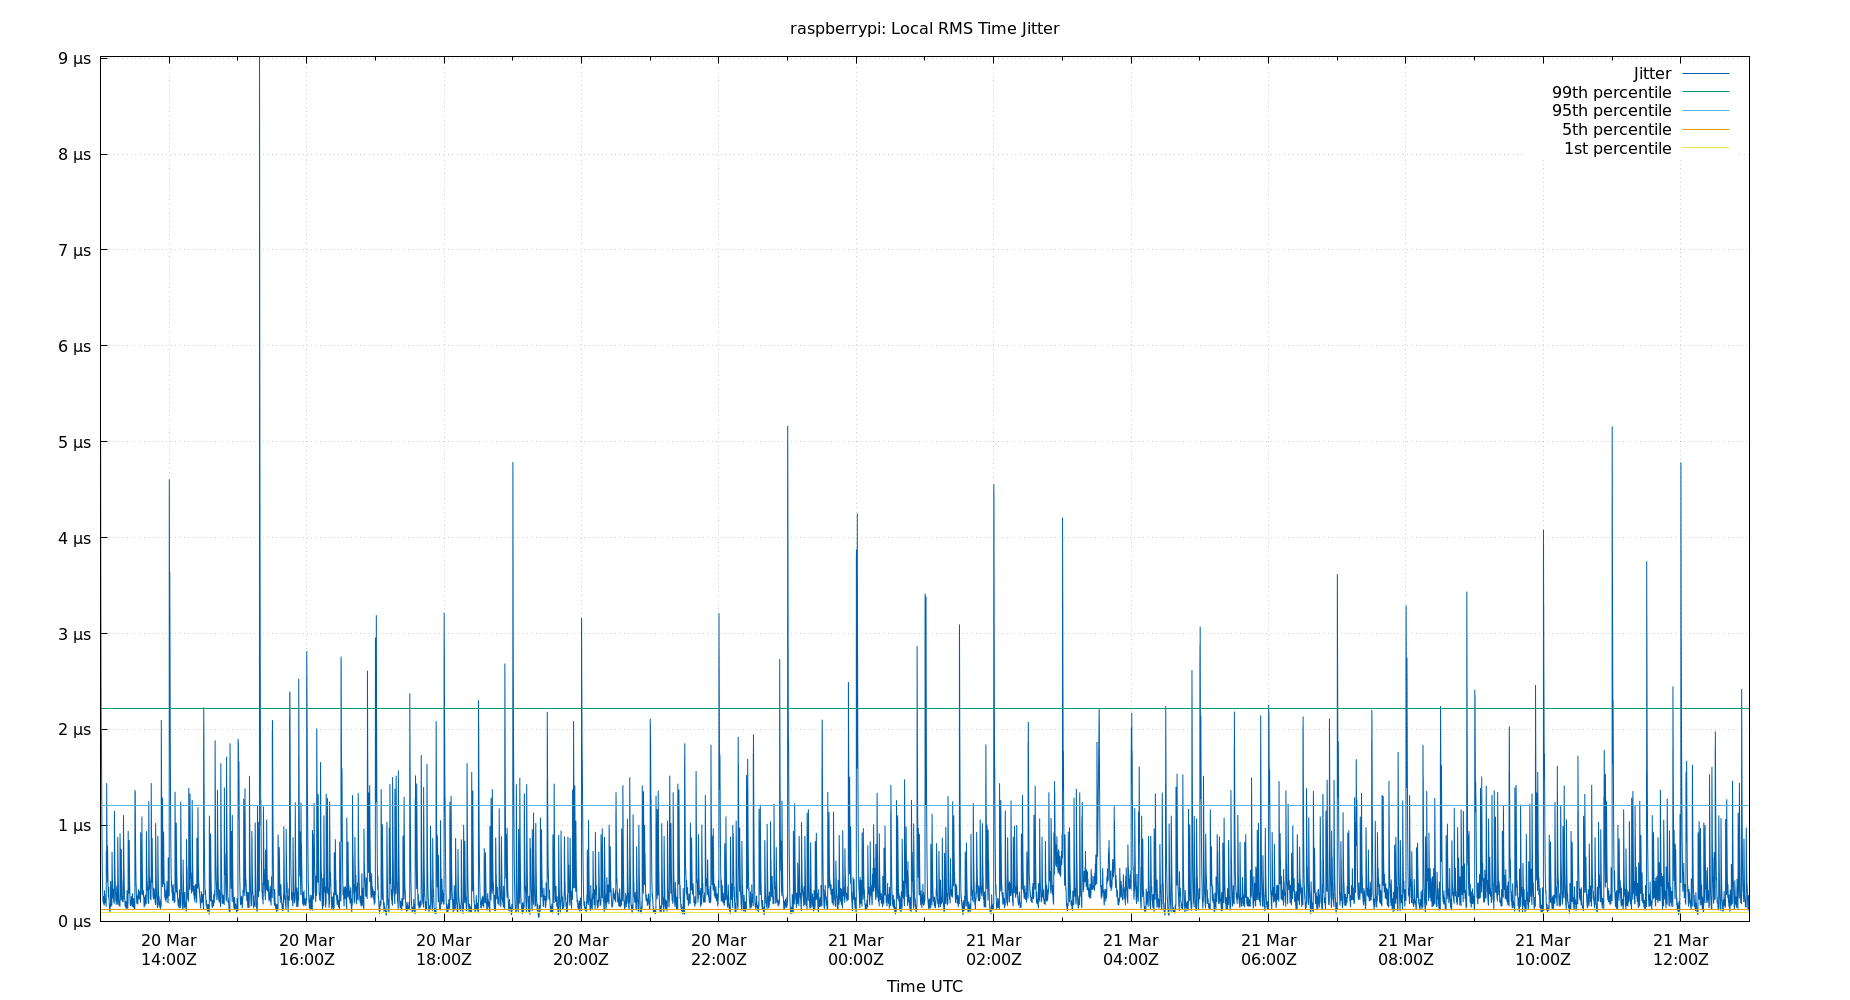 raspberrypi: Local RMS Time Jitter
9 µs
8 µs
7 µs
6 µs
5 µs
4 µs
3 µs
2 µs
1 µs
0 µs
Jitter
99th percentile
95th percentile
5th percentile
1st percentile
20 Mar
14:00Z
20 Mar
16:00Z
20 Mar
18:00Z
20 Mar
20:00Z
20 Mar
22:00Z
21 Mar
00:00Z
21 Mar
02:00Z
21 Mar
04:00Z
21 Mar
06:00Z
21 Mar
08:00Z
21 Mar
10:00Z
21 Mar
12:00Z
Time UTC